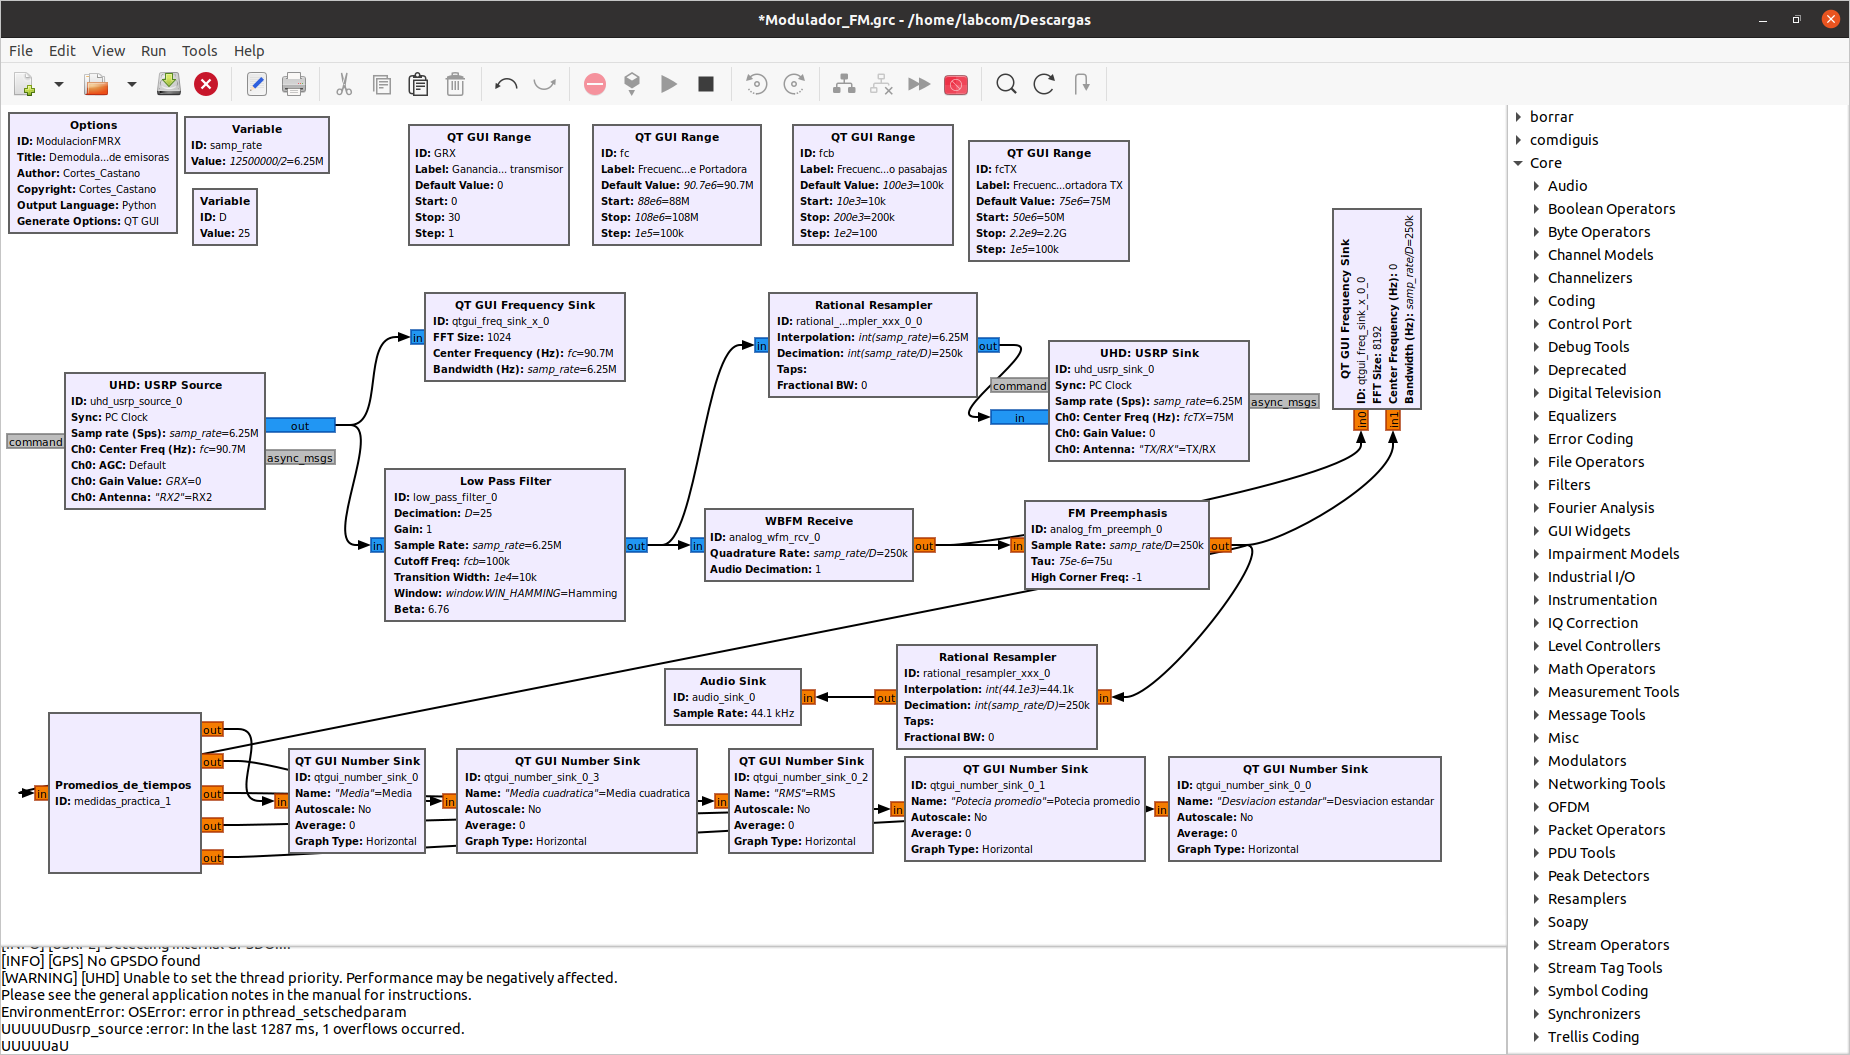 *Modulador_FM.grc - /home/labcom/Descargas
File Edit View Run Tools Help
Options
ID: ModulacionFMRX
Title: Demodula...de emisoras
Author: Cortes_Castano
Copyright: Cortes_Castano
Output Language: Python
Generate Options: QT GUI
Variable
ID: samp_rate
Value: 12500000/2=6.25M
Variable
ID: D
Value: 25
QT GUI Range
ID: GRX
Label: Ganancia... transmisor
Default Value: 0
Start: 0
Stop: 30
Step: 1
QT GUI Range
ID: fc
Label: Frecuenc...e Portadora
Default Value: 90.7e6=90.7M
Start: 88e6=88M
Stop: 108e6=108M
Step: 1e5=100k
QT GUI Range
ID: fcb
Label: Frecuenc...o pasabajas
Default Value: 100e3=100k
Start: 10e3=10k
Stop: 200e3=200k
Step: 1e2=100
QT GUI Range
ID: fcTX
Label: Frecuenc...ortadora TX
Default Value: 75e6=75M
Start: 50e6=50M
Stop: 2.2e9=2.2G
Step: 1e5=100k
QT GUI Frequency Sink
ID: qtgui_freq_sink_x_0_0
FFT Size: 8192
Center Frequency (Hz): 0
Bandwidth (Hz): samp_rate/D=250k
in0
in1
in
QT GUI Frequency Sink
ID: qtgui_freq_sink_x_0
FFT Size: 1024
Center Frequency (Hz): fc=90.7M
Bandwidth (Hz): samp_rate=6.25M
in
Rational Resampler
ID: rational_...mpler_xxx_0_0
Interpolation: int(samp_rate)=6.25M
Decimation: int(samp_rate/D)=250k
Taps:
Fractional BW: 0
out
command
in
UHD: USRP Sink
ID: uhd_usrp_sink_0
Sync: PC Clock
Samp rate (Sps): samp_rate=6.25M
Ch0: Center Freq (Hz): fcTX=75M
Ch0: Gain Value: 0
Ch0: Antenna: "TX/RX"=TX/RX
async_msgs
command
UHD: USRP Source
ID: uhd_usrp_source_0
Sync: PC Clock
Samp rate (Sps): samp_rate=6.25M
Ch0: Center Freq (Hz): fc=90.7M
Ch0: AGC: Default
Ch0: Gain Value: GRX=0
Ch0: Antenna: "RX2"=RX2
out
async_msgs
in
Low Pass Filter
ID: low_pass_filter_0
Decimation: D=25
Gain: 1
Sample Rate: samp_rate=6.25M
Cutoff Freq: fcb=100k
Transition Width: 1e4=10k
Window: window.WIN_HAMMING=Hamming
Beta: 6.76
out
in
WBFM Receive
ID: analog_wfm_rcv_0
Quadrature Rate: samp_rate/D=250k
Audio Decimation: 1
out
in
FM Preemphasis
ID: analog_fm_preemph_0
Sample Rate: samp_rate/D=250k
Tau: 75e-6=75u
High Corner Freq: -1
out
Audio Sink
ID: audio_sink_0
Sample Rate: 44.1 kHz
in
out
Rational Resampler
ID: rational_resampler_xxx_0
Interpolation: int(44.1e3)=44.1k
Decimation: int(samp_rate/D)=250k
Taps:
Fractional BW: 0
in
in
Promedios_de_tiempos
ID: medidas_practica_1
out
out
out
out
out
in
QT GUI Number Sink
ID: qtgui_number_sink_0
Name: "Media"=Media
Autoscale: No
Average: 0
Graph Type: Horizontal
in
QT GUI Number Sink
ID: qtgui_number_sink_0_3
Name: "Media cuadratica"=Media cuadratica
Autoscale: No
Average: 0
Graph Type: Horizontal
in
QT GUI Number Sink
ID: qtgui_number_sink_0_2
Name: "RMS"=RMS
Autoscale: No
Average: 0
Graph Type: Horizontal
in
QT GUI Number Sink
ID: qtgui_number_sink_0_1
Name: "Potecia promedio"=Potecia promedio
Autoscale: No
Average: 0
Graph Type: Horizontal
in
QT GUI Number Sink
ID: qtgui_number_sink_0_0
Name: "Desviacion estandar"=Desviacion estandar
Autoscale: No
Average: 0
Graph Type: Horizontal
[INFO] [GPS] No GPSDO found
[WARNING] [UHD] Unable to set the thread priority. Performance may be negatively affected.
Please see the general application notes in the manual for instructions.
EnvironmentError: OSError: error in pthread_setschedparam
UUUUUDusrp_source :error: In the last 1287 ms, 1 overflows occurred.
UUUUUaU
borrar
comdiguis
Core
Audio
Boolean Operators
Byte Operators
Channel Models
Channelizers
Coding
Control Port
Debug Tools
Deprecated
Digital Television
Equalizers
Error Coding
File Operators
Filters
Fourier Analysis
GUI Widgets
Impairment Models
Industrial I/O
Instrumentation
IQ Correction
Level Controllers
Math Operators
Measurement Tools
Message Tools
Misc
Modulators
Networking Tools
OFDM
Packet Operators
PDU Tools
Peak Detectors
Resamplers
Soapy
Stream Operators
Stream Tag Tools
Symbol Coding
Synchronizers
Trellis Coding